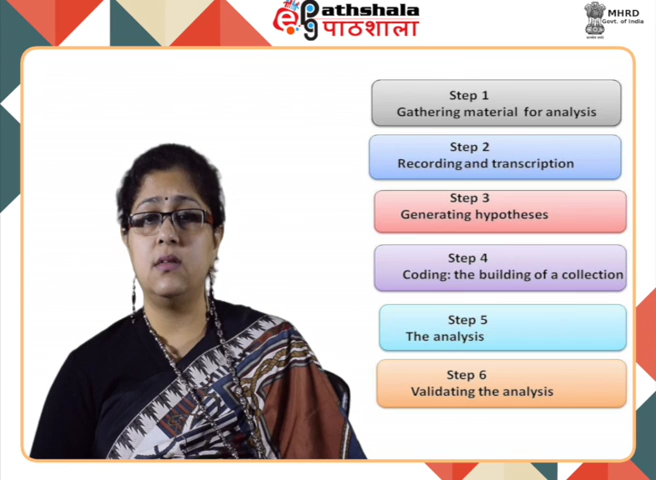 Pathshala
पाठशाला
MHRD
Govt. of India
Step 1
Gathering material for analysis
Step 2
Recording and transcription
Step 3
Generating hypotheses
Step 4
Coding: the building of a collection
Step 5
The analysis
Step 6
Validating the analysis